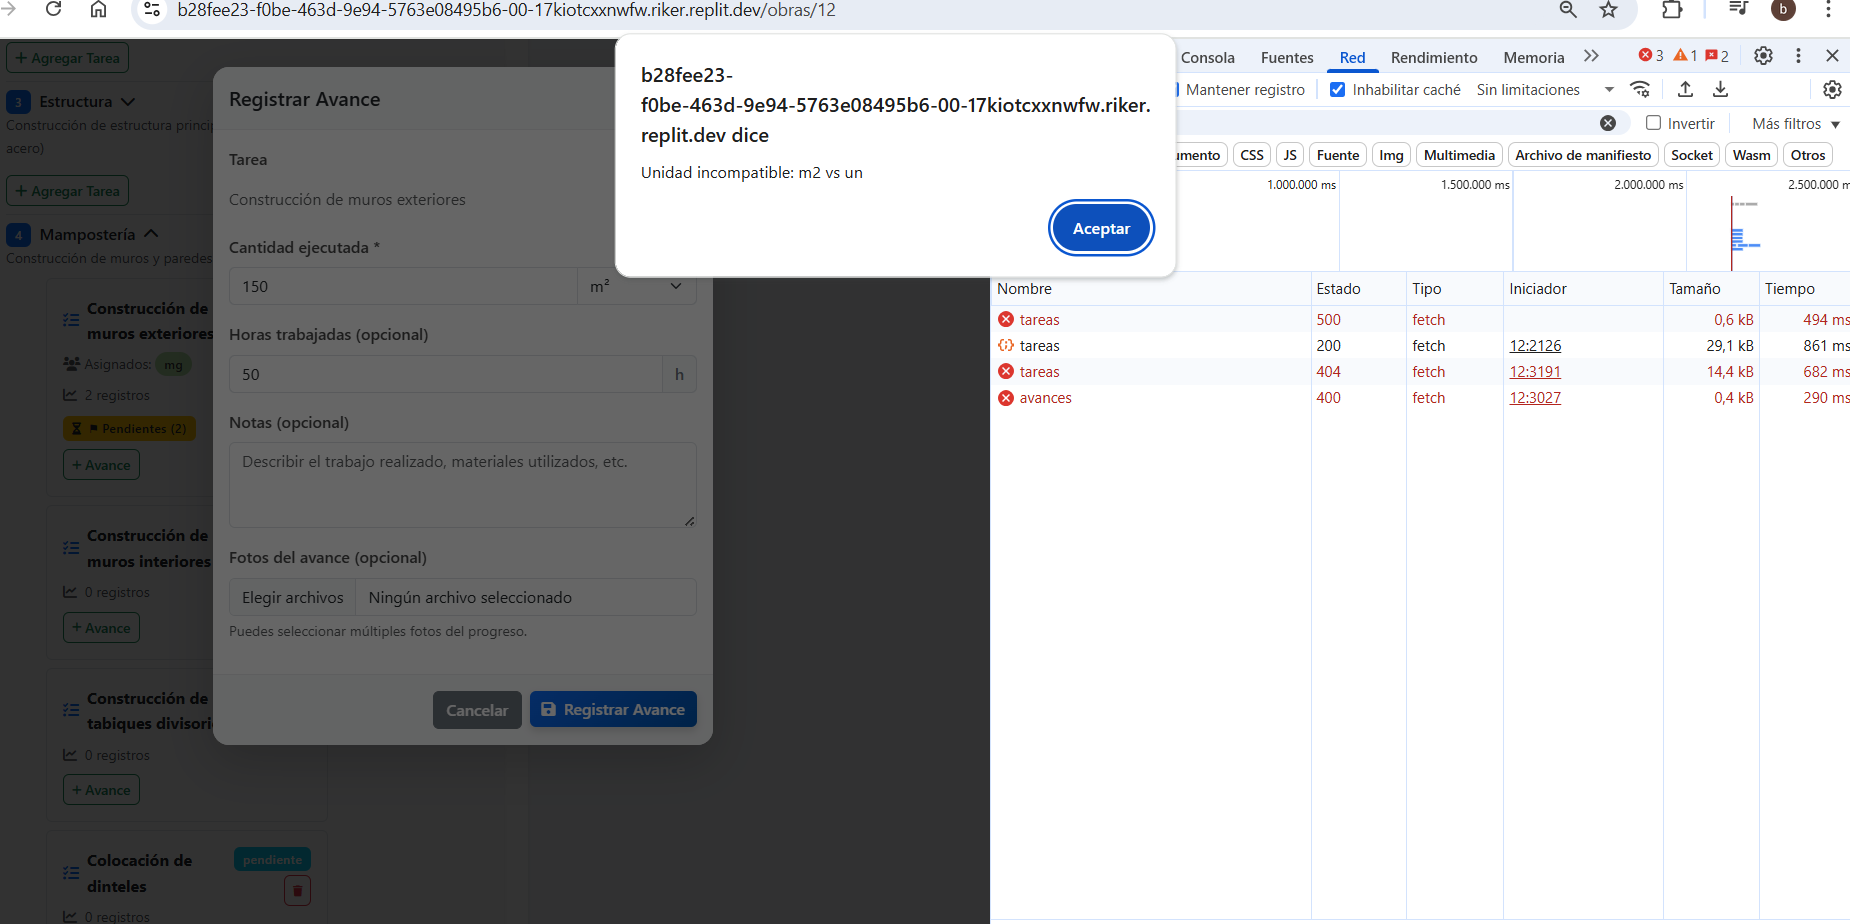 b28fee23-f0be-463d-9e94-5763e08495b6-00-17kiotcxxnwfw.riker.replit.dev/obras/12
b
+ Agregar Tarea
3 Estructura
Construcción de estructura princip
acero)
+ Agregar Tarea
4 Mampostería
Construcción de muros y paredes
Construcción de
muros exteriores
Asignados: mg
2 registros
Pendientes (2)
+ Avance
Construcción de
muros interiores
0 registros
+ Avance
Construcción de
tabiques divisori
0 registros
+ Avance
Colocación de
dinteles
pendiente
0 registros
Registrar Avance
Tarea
Construcción de muros exteriores
Cantidad ejecutada *
150 m²
Horas trabajadas (opcional)
50 h
Notas (opcional)
Describir el trabajo realizado, materiales utilizados, etc.
Fotos del avance (opcional)
Elegir archivos Ningún archivo seleccionado
Puedes seleccionar múltiples fotos del progreso.
Cancelar Registrar Avance
b28fee23-
f0be-463d-9e94-5763e08495b6-00-17kiotcxxnwfw.riker.
replit.dev dice
Unidad incompatible: m2 vs un
Aceptar
Consola Fuentes Red Rendimiento Memoria 3 1 2
Mantener registro Inhabilitar caché Sin limitaciones
Invertir Más filtros
umento CSS JS Fuente Img Multimedia Archivo de manifiesto Socket Wasm Otros
1.000.000 ms 1.500.000 ms 2.000.000 ms 2.500.000 m
Nombre Estado Tipo Iniciador Tamaño Tiempo
tareas 500 fetch 0,6 kB 494 ms
tareas 200 fetch 12:2126 29,1 kB 861 ms
tareas 404 fetch 12:3191 14,4 kB 682 ms
avances 400 fetch 12:3027 0,4 kB 290 ms